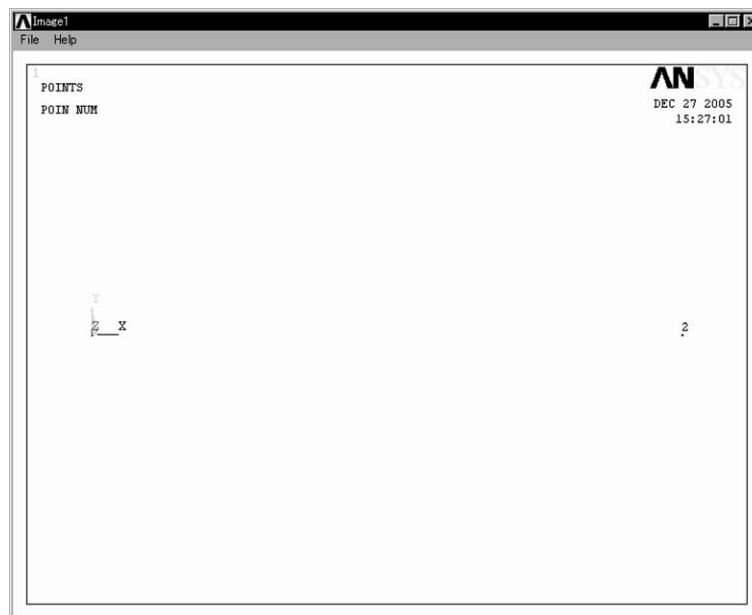 Image1
File Help
1
POINTS
POIN NUM
ANSYS
DEC 27 2005
15:27:01
Y
Z X
2